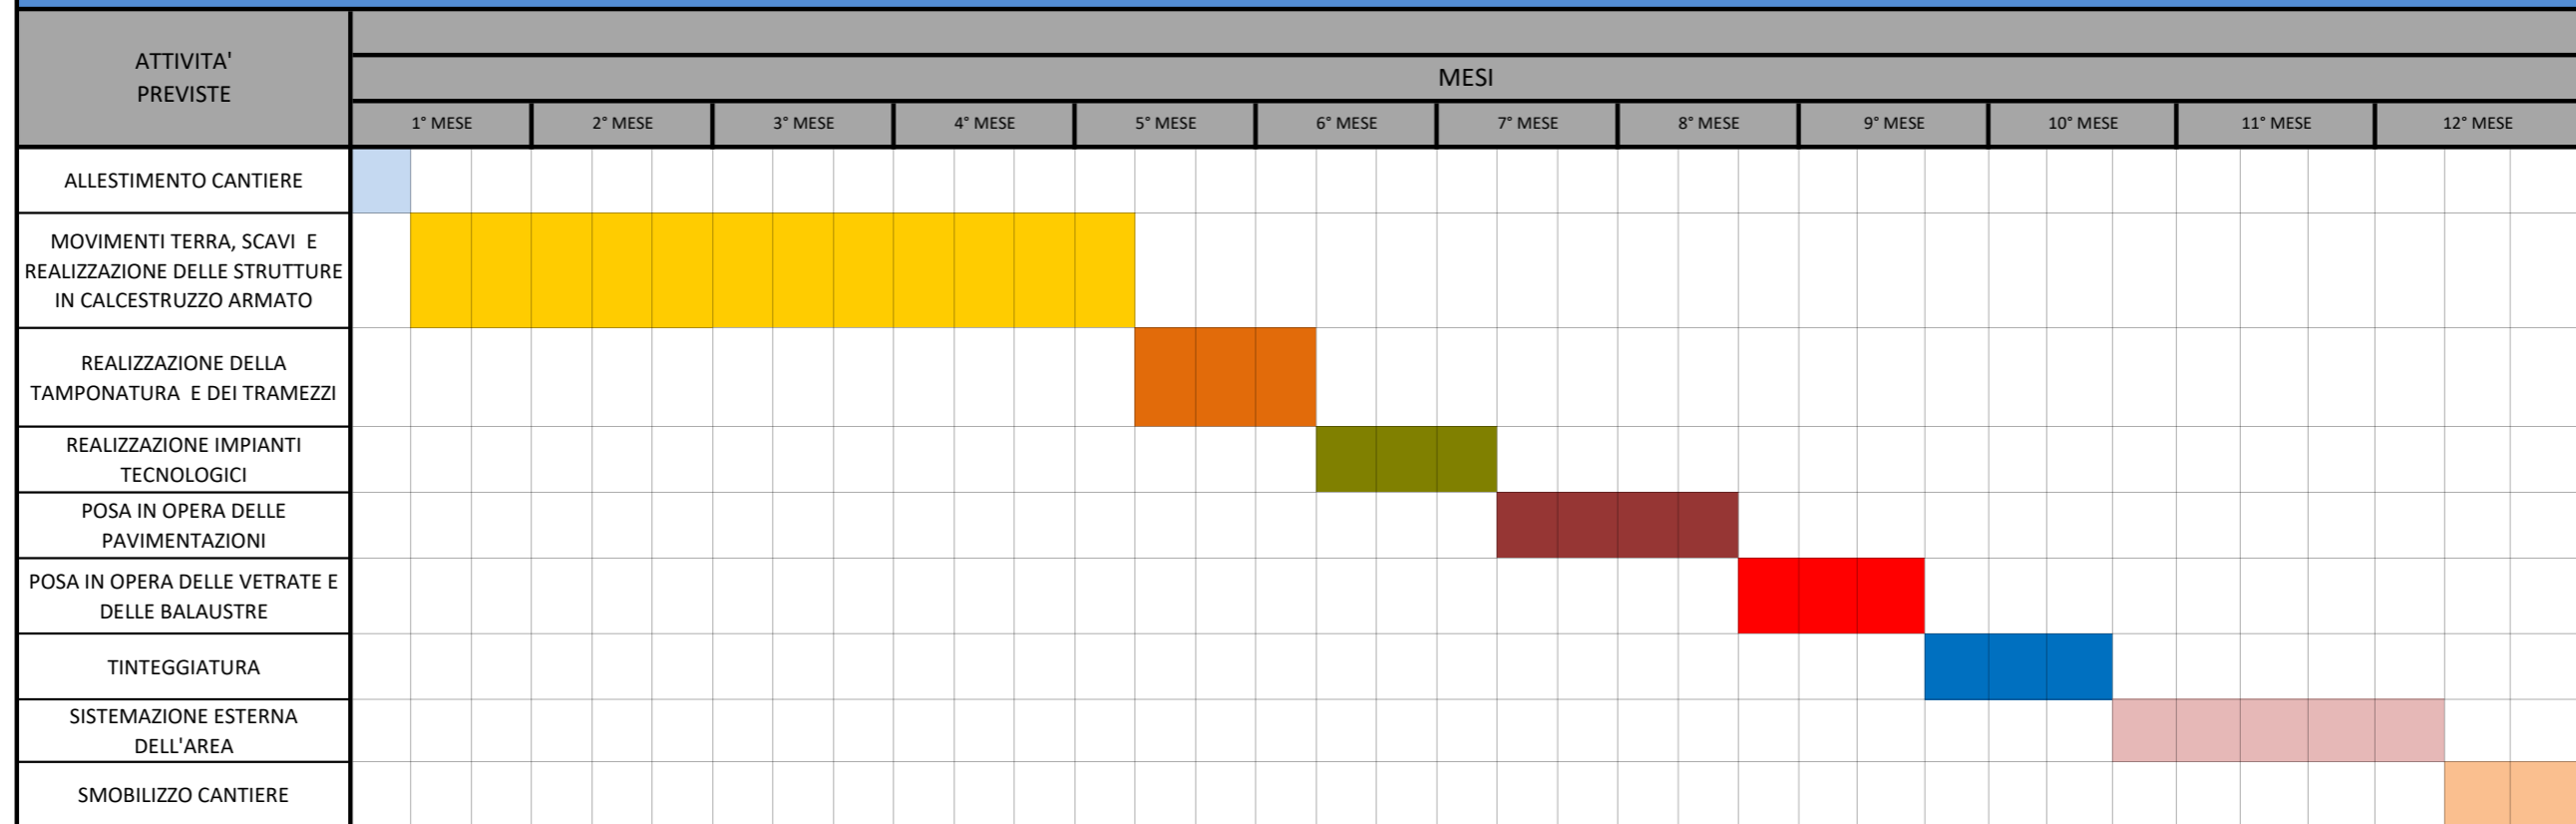 ATTIVITA'
PREVISTE
MESI
1° MESE 2° MESE 3° MESE 4° MESE 5° MESE 6° MESE 7° MESE 8° MESE 9° MESE 10° MESE 11° MESE 12° MESE
ALLESTIMENTO CANTIERE
MOVIMENTI TERRA, SCAVI E
REALIZZAZIONE DELLE STRUTTURE
IN CALCESTRUZZO ARMATO
REALIZZAZIONE DELLA
TAMPONATURA E DEI TRAMEZZI
REALIZZAZIONE IMPIANTI
TECNOLOGICI
POSA IN OPERA DELLE
PAVIMENTAZIONI
POSA IN OPERA DELLE VETRATE E
DELLE BALAUSTRE
TINTEGGIATURA
SISTEMAZIONE ESTERNA
DELL'AREA
SMOBILIZZO CANTIERE